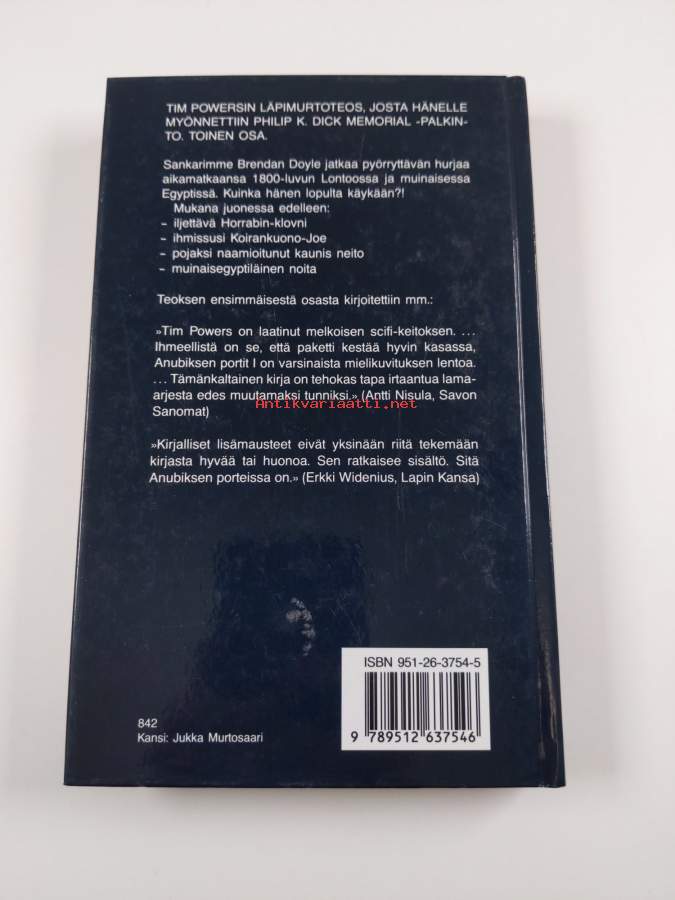 TIM POWERSIN LÄPIMURTOTEOS, JOSTA HÄNELLE
MYÖNNETTIIN PHILIP K. DICK MEMORIAL -PALKIN-
TO. TOINEN OSA.
Sankarimme Brendan Doyle jatkaa pyörryttävän hurjaa
aikamatkaansa 1800-luvun Lontoossa ja muinaisessa
Egyptissä. Kuinka hänen lopulta käykään?!
Mukana juonessa edelleen:
– iljettävä Horrabin-klovni
– ihmissusi Koirankuono-Joe
– pojaksi naamioitunut kaunis neito
– muinaisegyptiläinen noita
Teoksen ensimmäisestä osasta kirjoitettiin mm.:
»Tim Powers on laatinut melkoisen scifi-keitoksen. ...
Ihmeellistä on se, että paketti kestää hyvin kasassa,
Anubiksen portit I on varsinaista mielikuvituksen lentoa.
... Tämänkaltainen kirja on tehokas tapa irtaantua lama-
arjesta edes muutamaksi tunniksi.» (Antti Nisula, Savon
Sanomat)
Antikvariaatti.net
»Kirjalliset lisämausteet eivät yksinään riitä tekemään
kirjasta hyvää tai huonoa. Sen ratkaisee sisältö. Sitä
Anubiksen porteissa on.» (Erkki Widenius, Lapin Kansa)
ISBN 951-26-3754-5
9 789512 637546
842
Kansi: Jukka Murtosaari